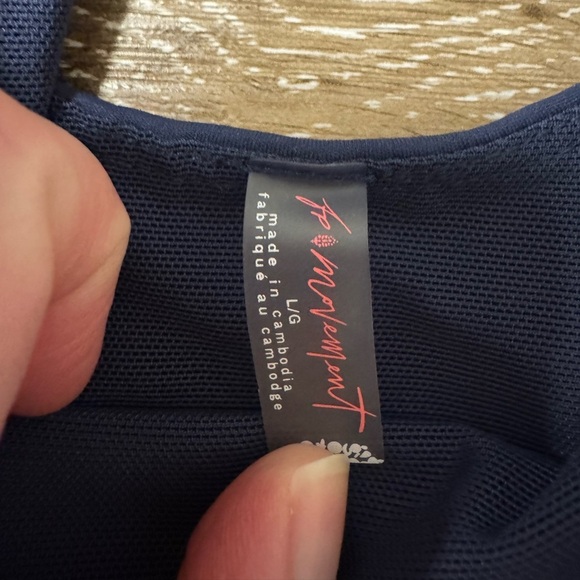 fp movement
L/G
made in cambodia
fabriqué au cambodge